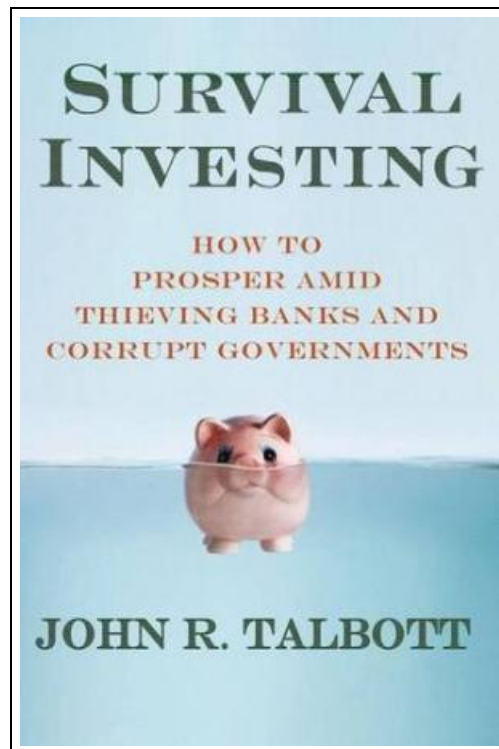 SURVIVAL
INVESTING
HOW TO
PROSPER AMID
THIEVING BANKS AND
CORRUPT GOVERNMENTS
JOHN R. TALBOTT